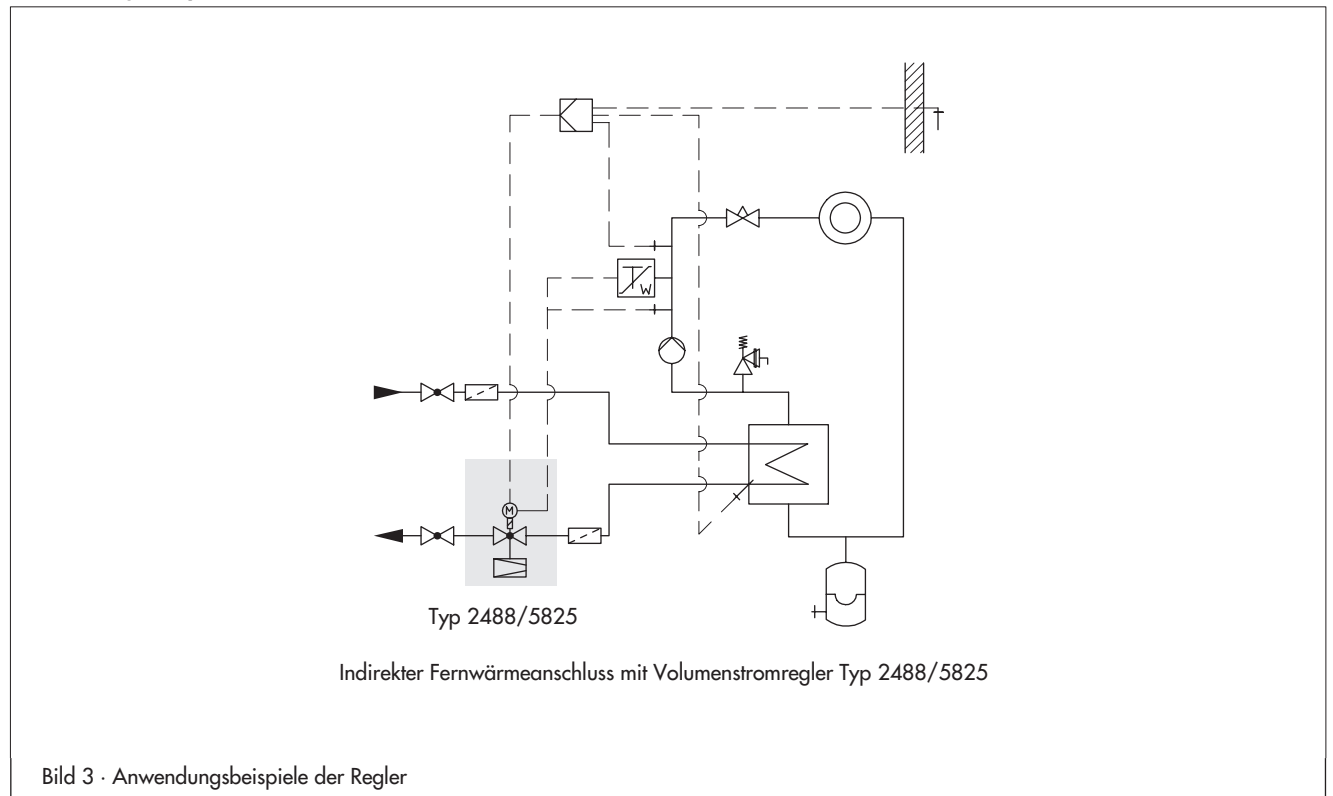 M
W
Typ 2488/5825
Indirekter Fernwärmeanschluss mit Volumenstromregler Typ 2488/5825
Bild 3 · Anwendungsbeispiele der Regler